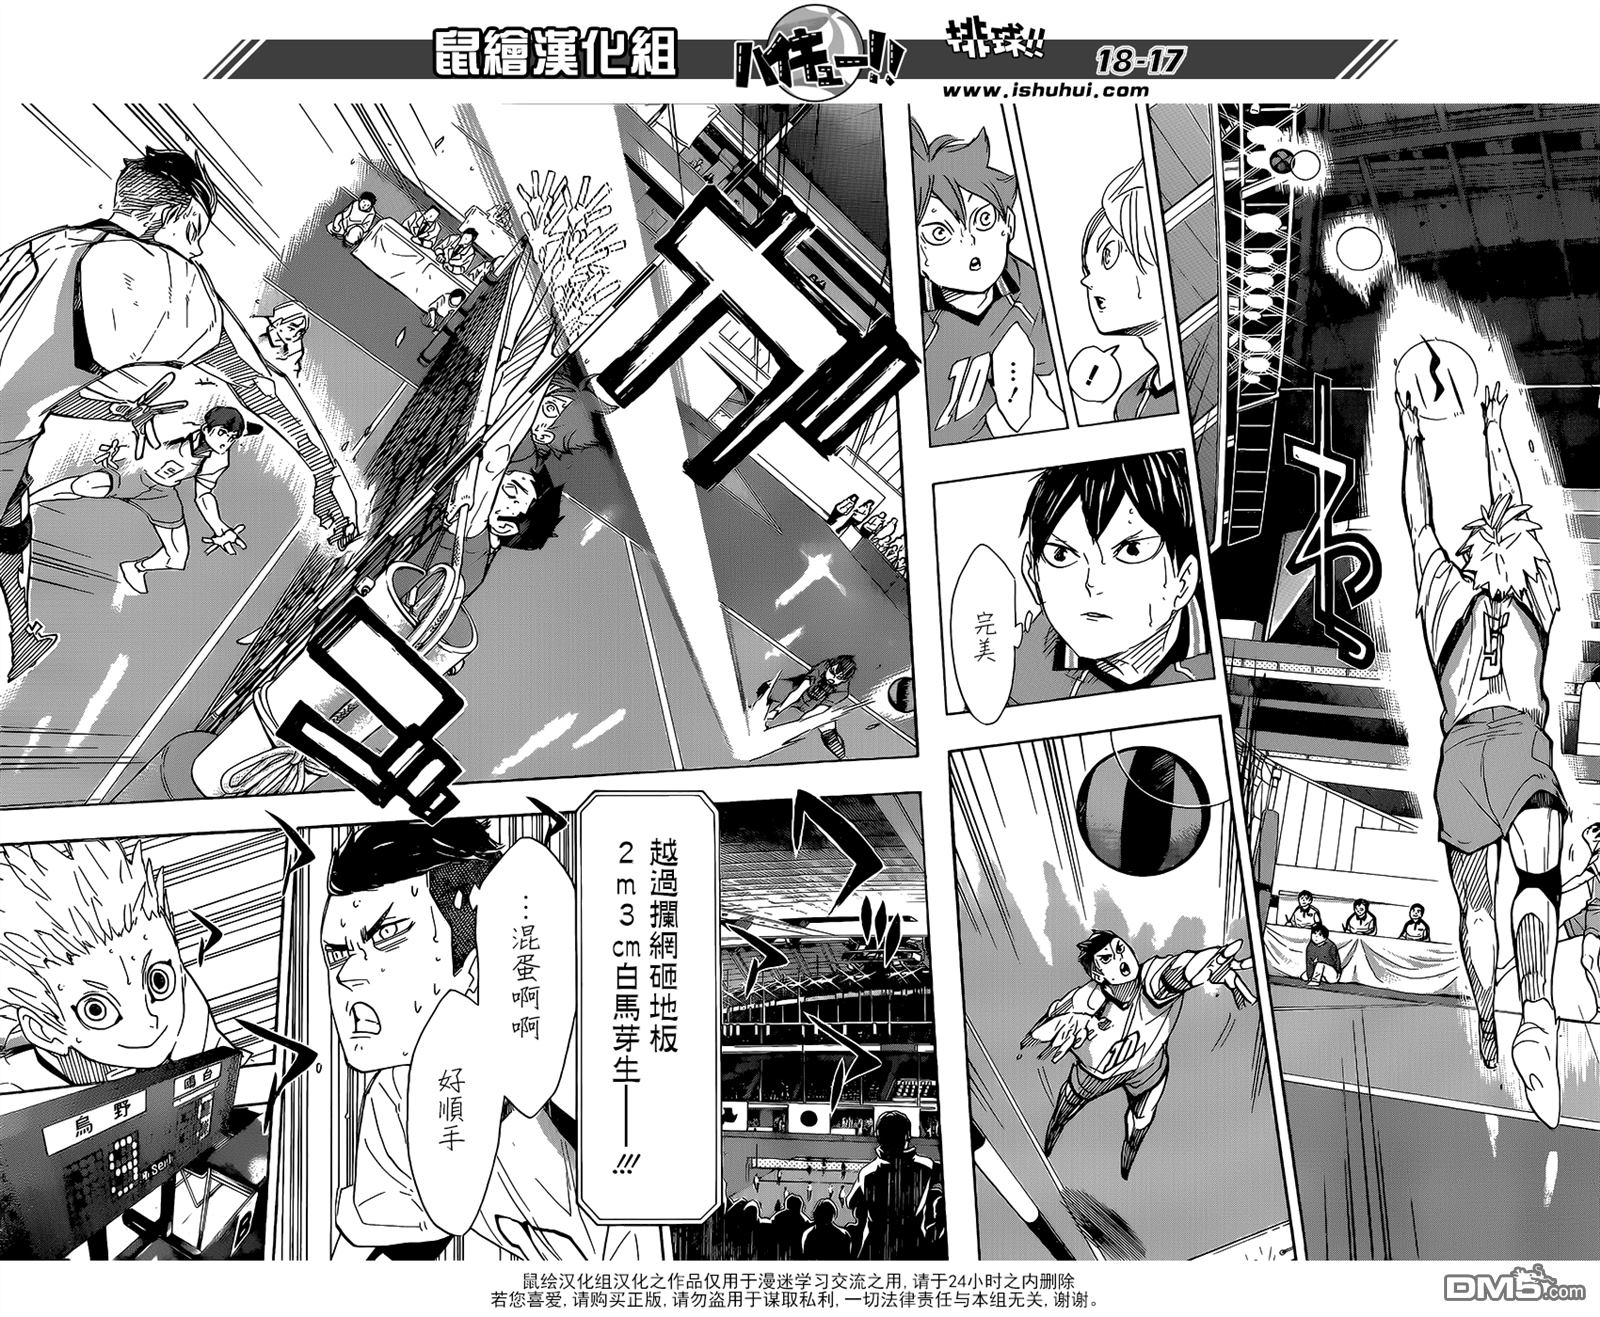 鼠繪漢化組
ハイキュー!!
排球!!
18-17
www.ishuhui.com
!
…!
10
5
完美
10
越過攔網砸地板
2m3cm白馬芽生——!!!
…混蛋啊啊
好順手
烏野
鴎台
8
鼠绘汉化组汉化之作品仅用于漫迷学习交流之用,请于24小时之内删除
若您喜爱,请购买正版,请勿盗用于谋取私利,一切法律责任与本组无关,谢谢。
DM5.com